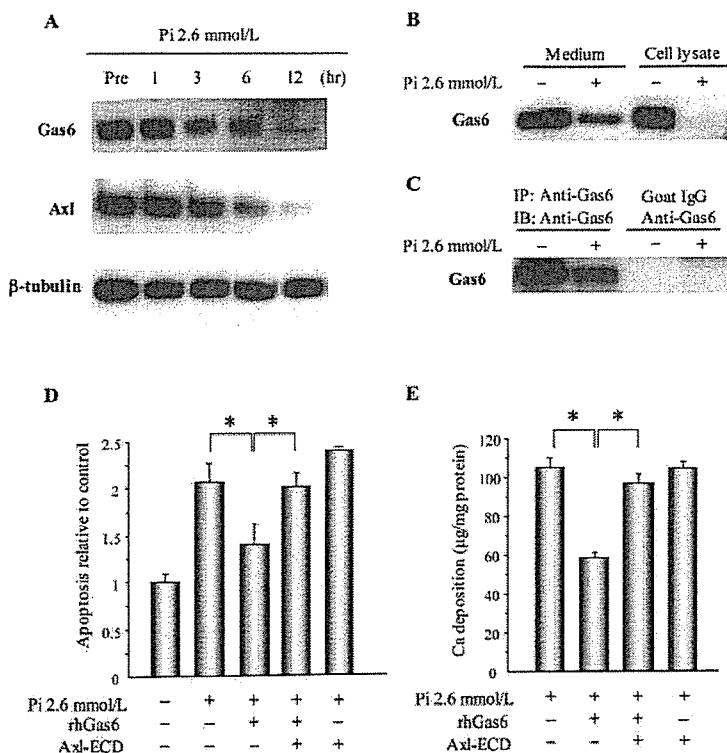 A
Pi 2.6 mmol/L
Pre 1 3 6 12 (hr)
Gas6
Axl
β-tubulin
B
Medium Cell lysate
Pi 2.6 mmol/L − + − +
Gas6
C
IP: Anti-Gas6 Goat IgG
IB: Anti-Gas6 Anti-Gas6
Pi 2.6 mmol/L − + − +
Gas6
D
* *
Apoptosis relative to control
2.5
2
1.5
1
0.5
0
Pi 2.6 mmol/L − + + + +
rhGas6 − − + + −
Axl-ECD − − − + +
E
* *
Ca deposition (µg/mg protein)
120
100
80
60
40
20
0
Pi 2.6 mmol/L + + + +
rhGas6 − + + −
Axl-ECD − − + +